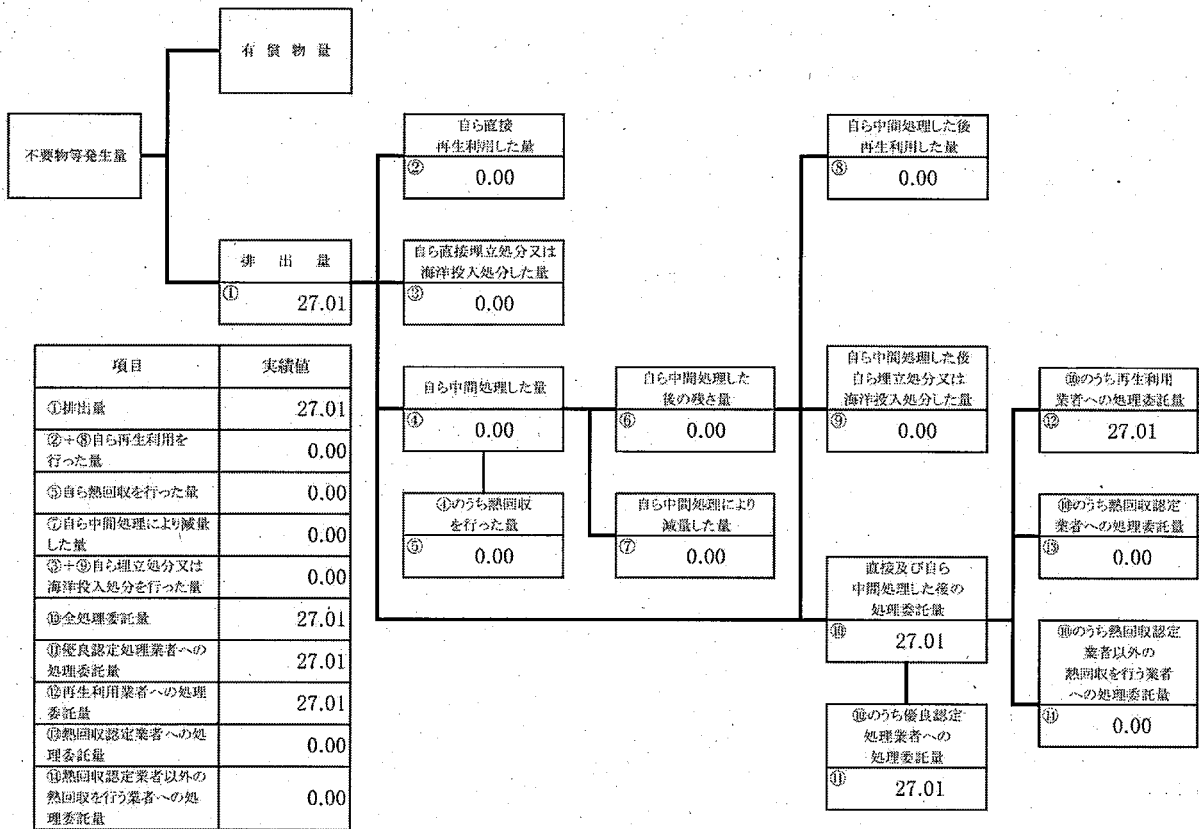 有償物量
不要物等発生量
排出量
①
27.01
自ら直接
再生利用した量
②
0.00
自ら直接埋立処分又は
海洋投入処分した量
③
0.00
自ら中間処理した量
④
0.00
④のうち熱回収
を行った量
⑤
0.00
自ら中間処理した
後の残さ量
⑥
0.00
自ら中間処理により
減量した量
⑦
0.00
自ら中間処理した後
再生利用した量
⑧
0.00
自ら中間処理した後
自ら埋立処分又は
海洋投入処分した量
⑨
0.00
直接及び自ら
中間処理した後の
処理委託量
⑩
27.01
⑩のうち優良認定
処理業者への
処理委託量
⑪
27.01
⑩のうち再生利用
業者への処理委託量
⑫
27.01
⑩のうち熱回収認定
業者への処理委託量
⑬
0.00
⑩のうち熱回収認定
業者以外の
熱回収を行う業者
への処理委託量
⑭
0.00
項目 実績値
①排出量 27.01
②+⑧自ら再生利用を
行った量 0.00
⑤自ら熱回収を行った量 0.00
⑦自ら中間処理により減量
した量 0.00
③+⑨自ら埋立処分又は
海洋投入処分を行った量 0.00
⑩全処理委託量 27.01
⑪優良認定処理業者への
処理委託量 27.01
⑫再生利用業者への処理
委託量 27.01
⑬熱回収認定業者への処
理委託量 0.00
⑭熱回収認定業者以外の
熱回収を行う業者への処
理委託量 0.00